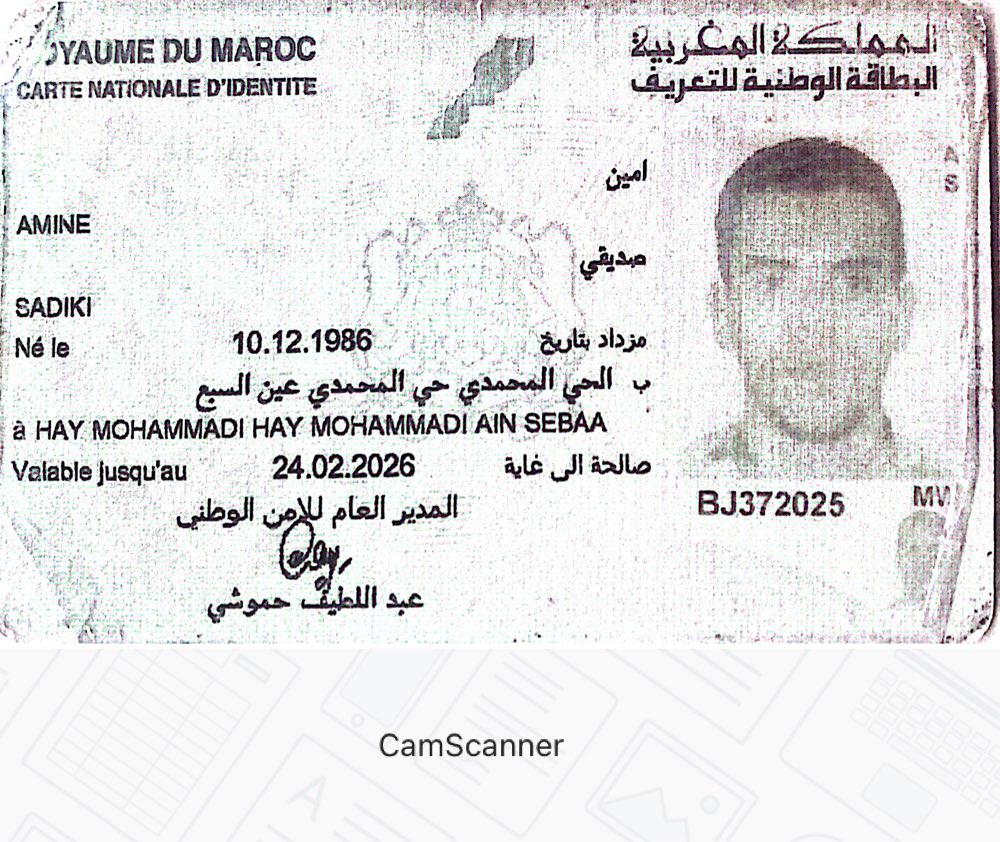 ROYAUME DU MAROC
المملكة المغربية
CARTE NATIONALE D'IDENTITE
البطاقة الوطنية للتعريف
امين
AMINE
صديقي
SADIKI
Né le 10.12.1986 مزداد بتاريخ
ب الحي المحمدي حي المحمدي عين السبع
à HAY MOHAMMADI HAY MOHAMMADI AIN SEBAA
Valable jusqu'au 24.02.2026 صالحة الى غاية
المدير العام للامن الوطني
BJ372025
عبد اللطيف حموشي
CamScanner